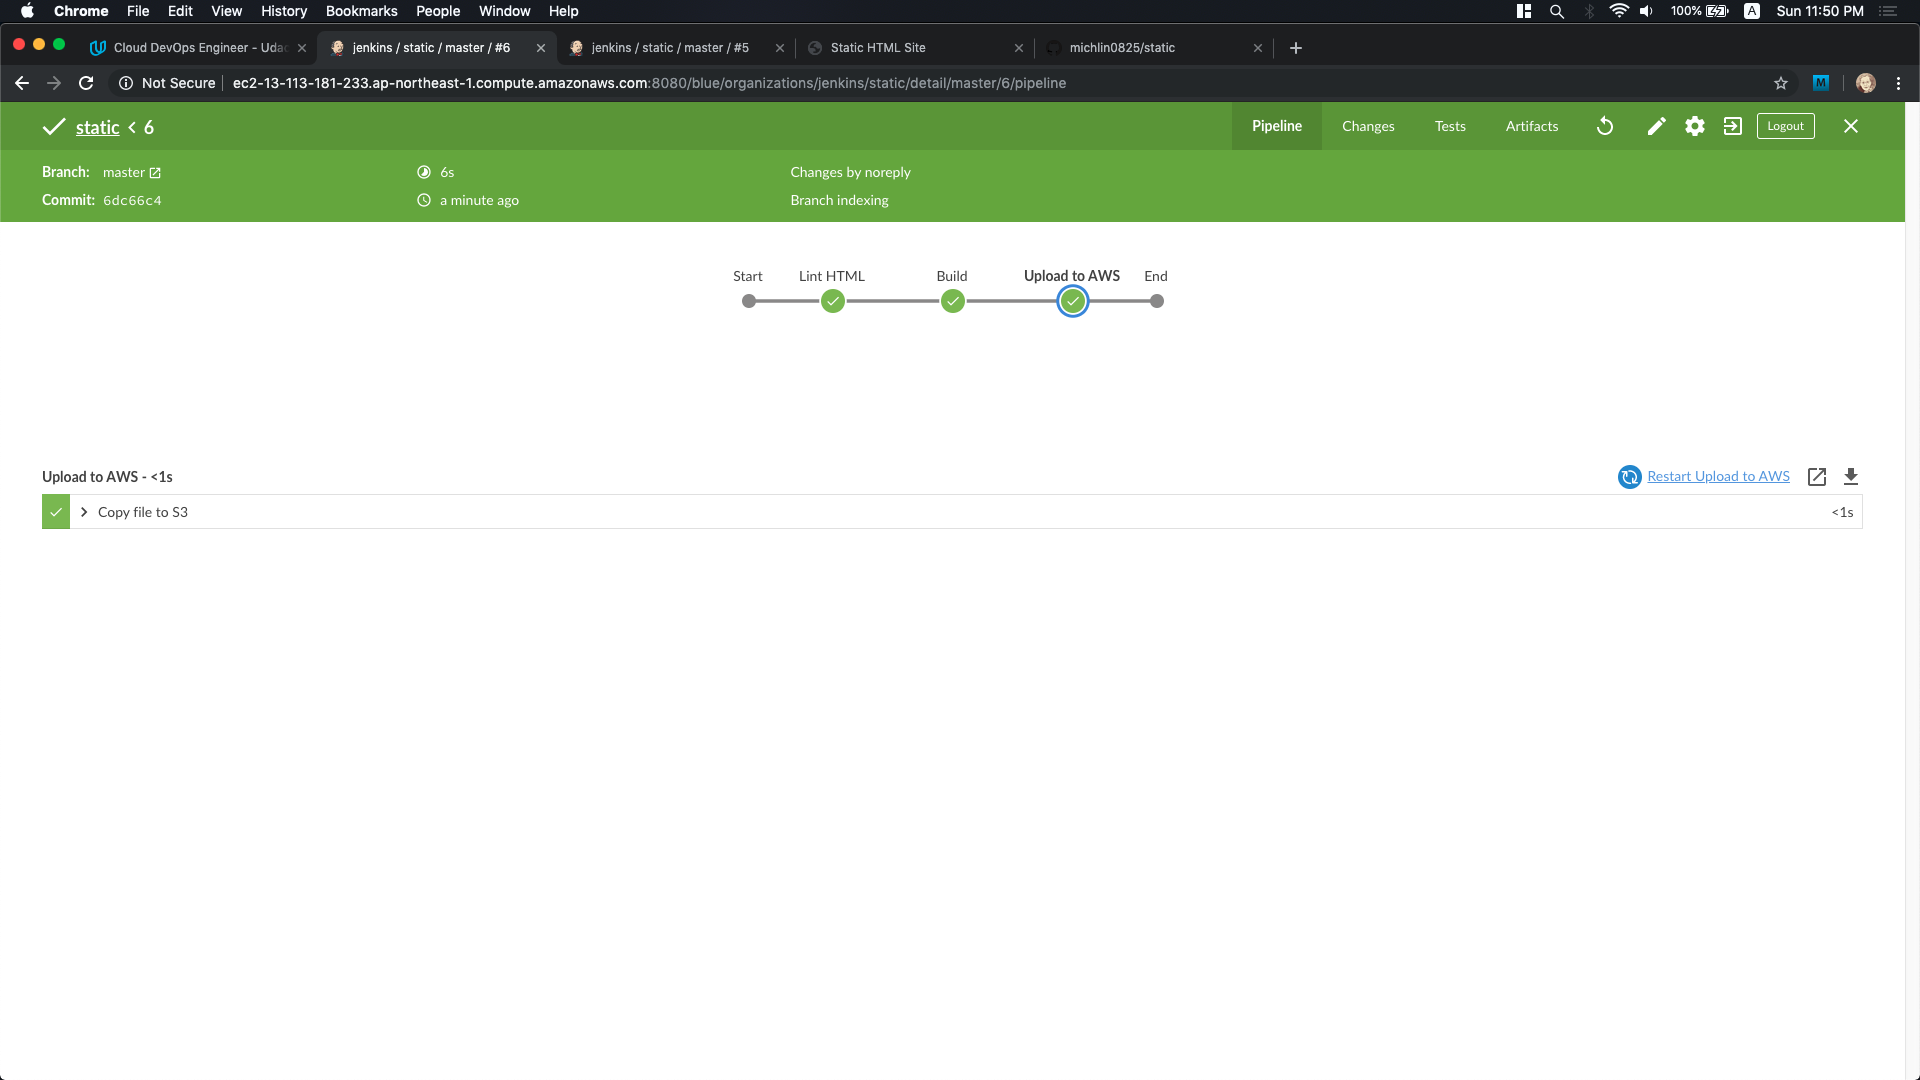 Chrome File Edit View History Bookmarks People Window Help 100% A Sun 11:50 PM
Cloud DevOps Engineer - Udac jenkins / static / master / #6 jenkins / static / master / #5 Static HTML Site michlin0825/static
Not Secure ec2-13-113-181-233.ap-northeast-1.compute.amazonaws.com:8080/blue/organizations/jenkins/static/detail/master/6/pipeline M
static < 6 Pipeline Changes Tests Artifacts Logout
Branch: master 6s Changes by noreply
Commit: 6dc66c4 a minute ago Branch indexing
Start Lint HTML Build Upload to AWS End
Upload to AWS - <1s Restart Upload to AWS
Copy file to S3 <1s